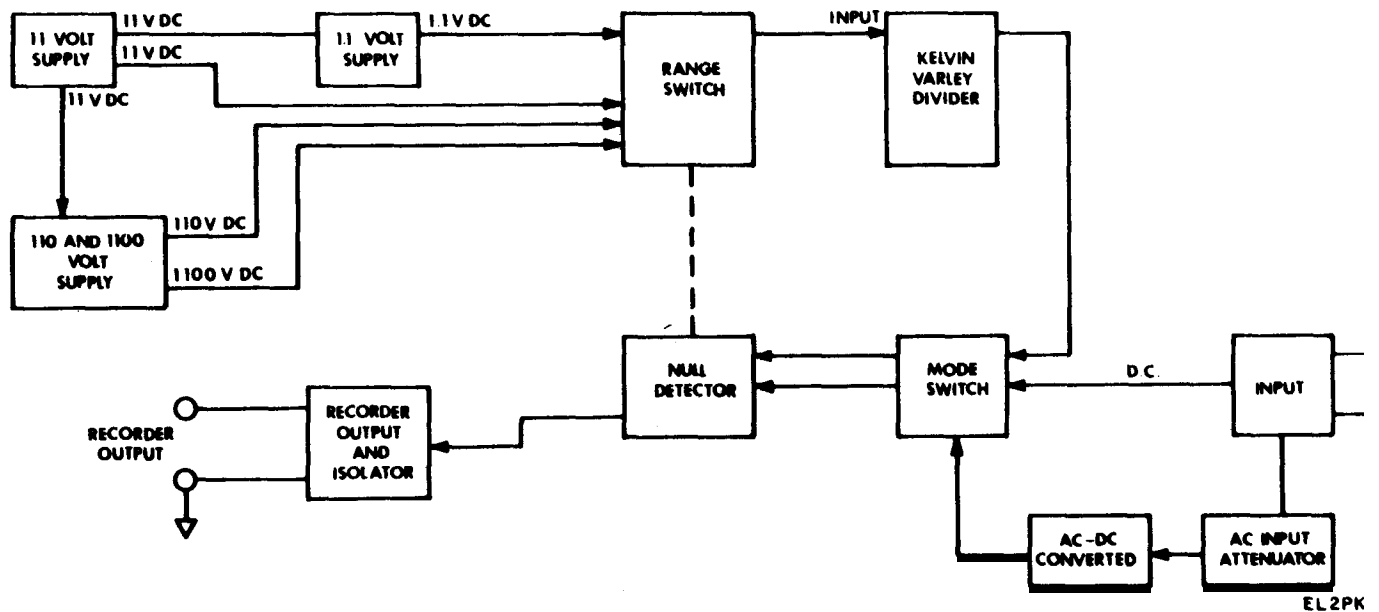 11 VOLT
SUPPLY
11 V DC
11 V DC
11 V DC
1.1 VOLT
SUPPLY
1.1 V DC
RANGE
SWITCH
INPUT
KELVIN
VARLEY
DIVIDER
110 AND 1100
VOLT
SUPPLY
110 V DC
1100 V DC
NULL
DETECTOR
MODE
SWITCH
D.C.
INPUT
RECORDER
OUTPUT
RECORDER
OUTPUT
AND
ISOLATOR
AC-DC
CONVERTED
AC INPUT
ATTENUATOR
EL2PK